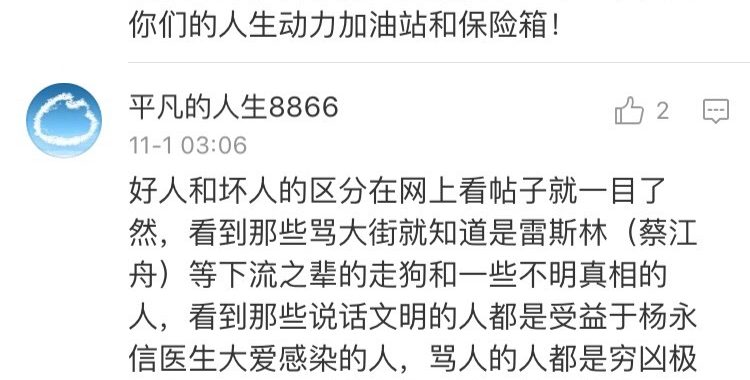 你们的人生动力加油站和保险箱！
平凡的人生8866
2
11-1 03:06
好人和坏人的区分在网上看帖子就一目了
然，看到那些骂大街就知道是雷斯林（蔡江
舟）等下流之辈的走狗和一些不明真相的
人，看到那些说话文明的人都是受益于杨永
信医生大爱感染的人，骂人的人都是穷凶极